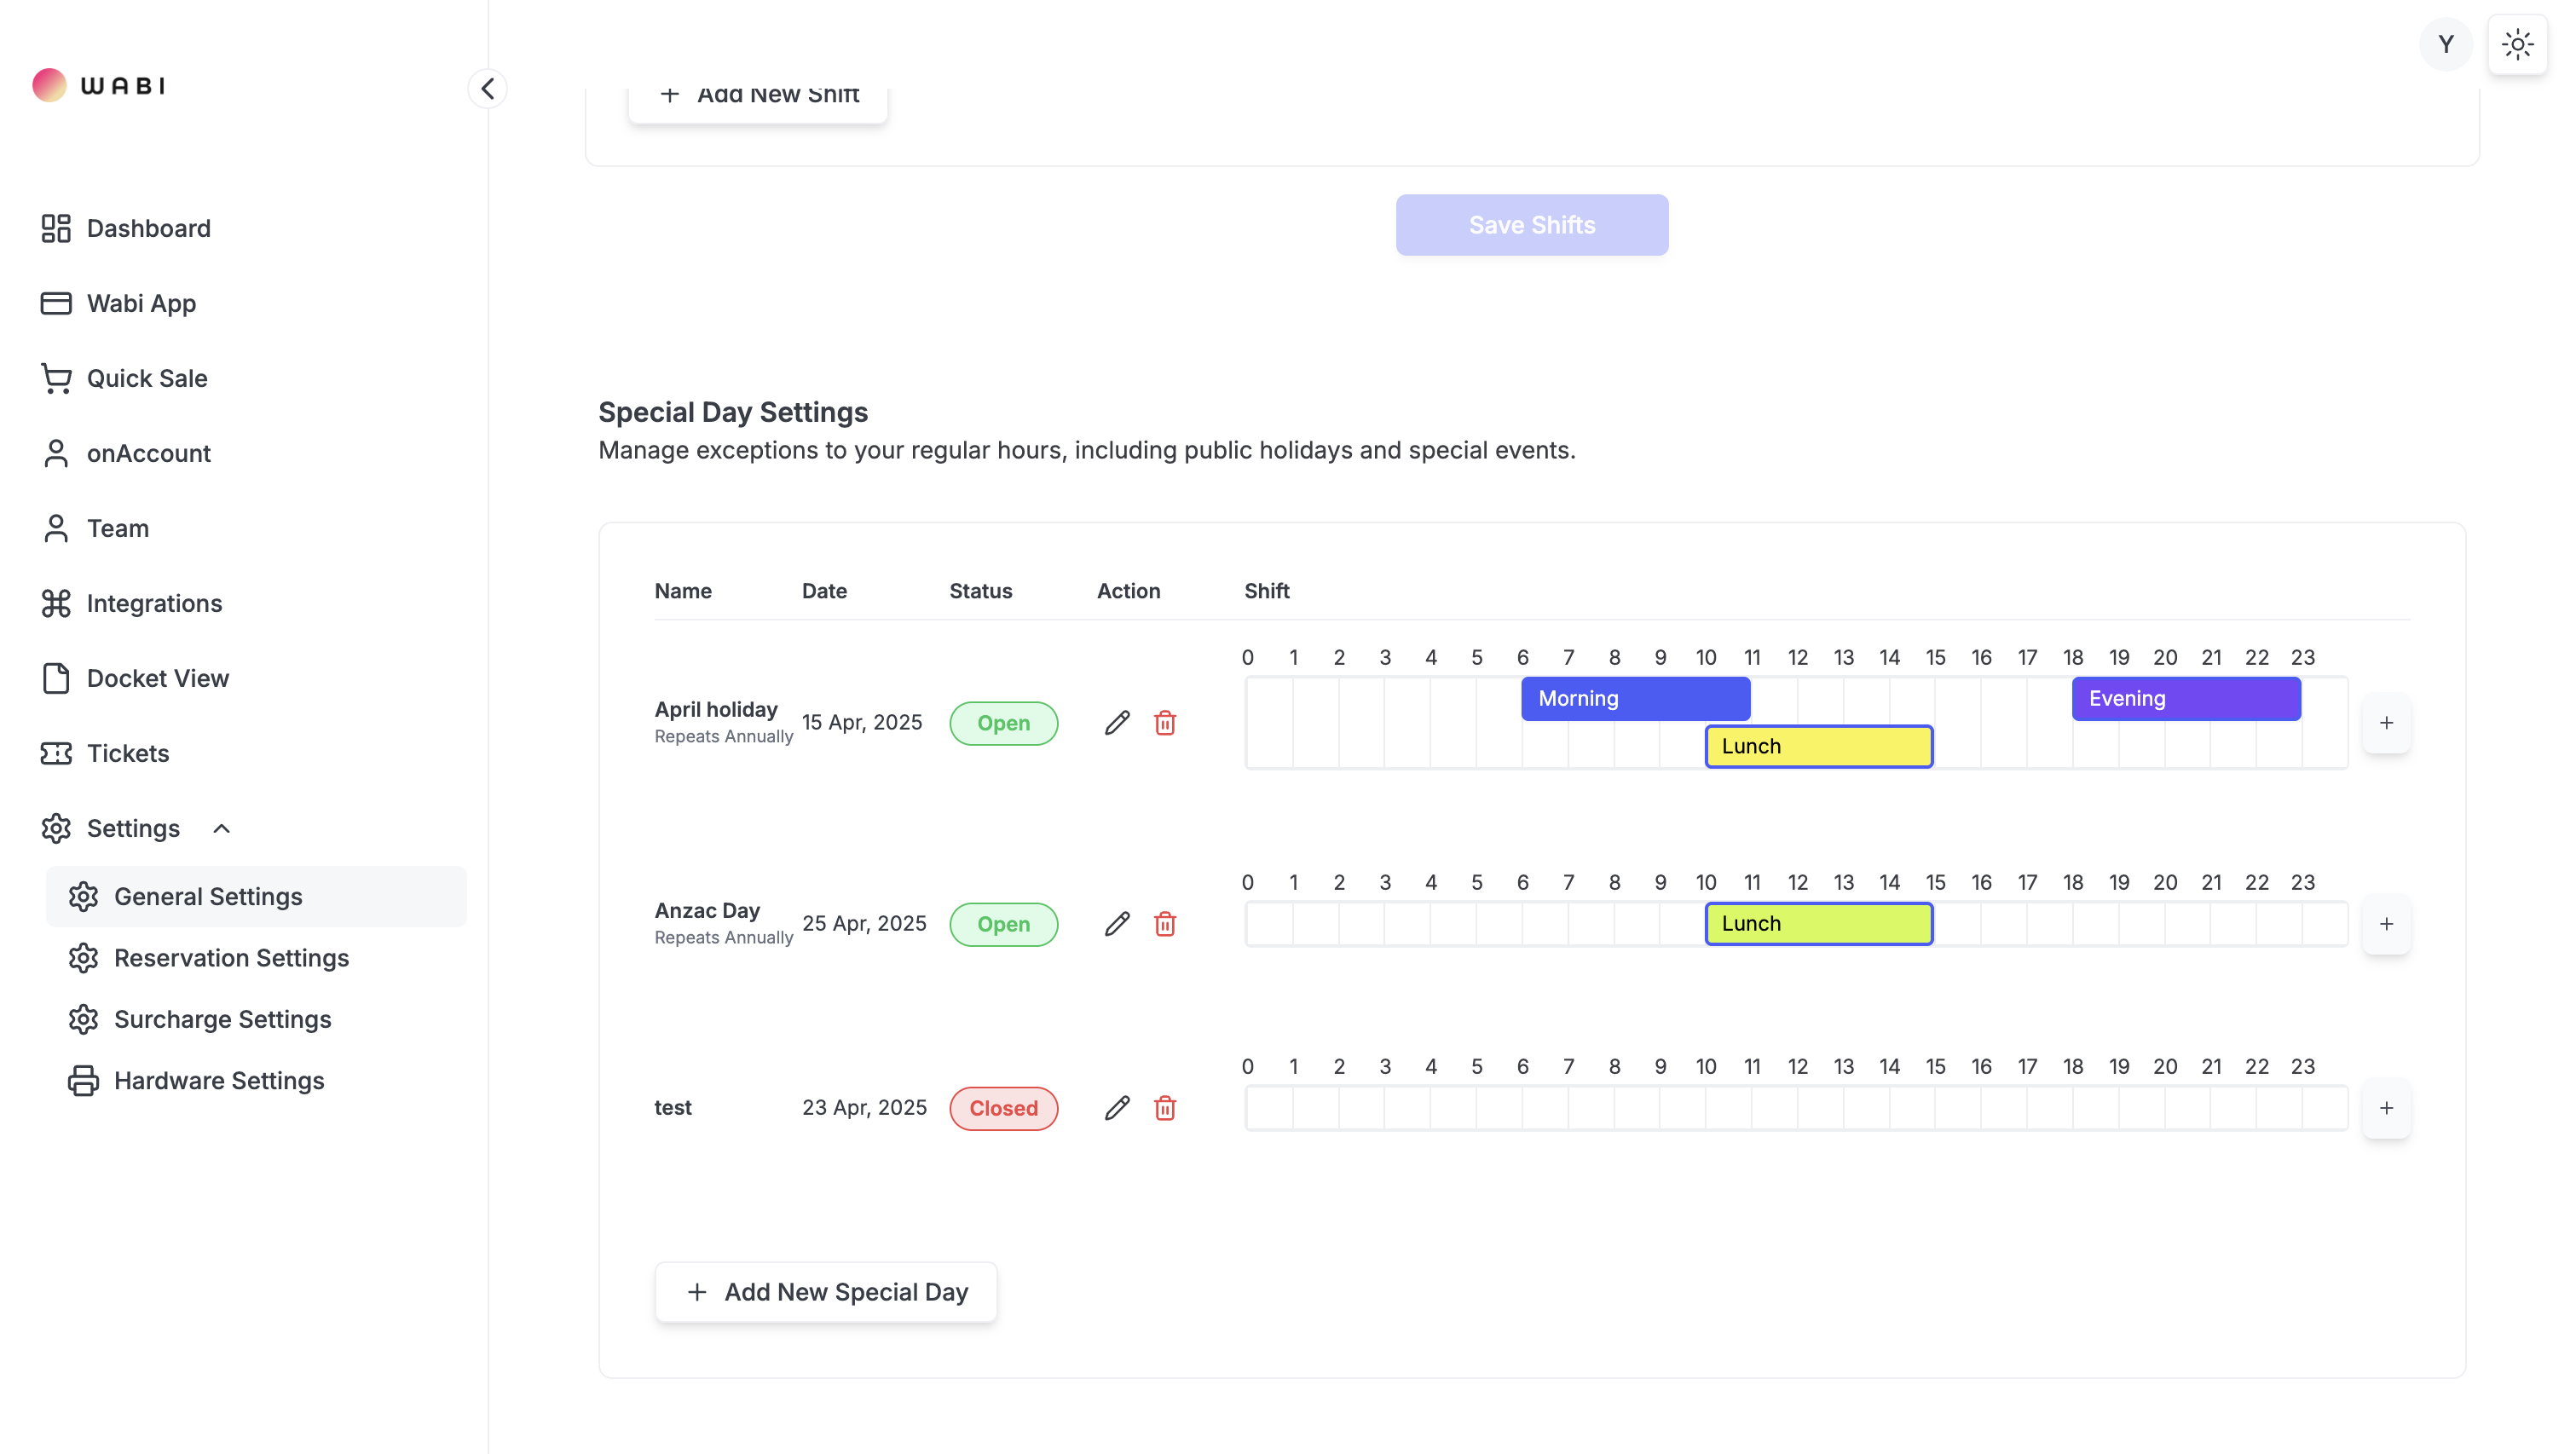 WABI
Y
Dashboard
Wabi App
Quick Sale
onAccount
Team
Integrations
Docket View
Tickets
Settings
General Settings
Reservation Settings
Surcharge Settings
Hardware Settings
Add New Shift
Save Shifts
Special Day Settings
Manage exceptions to your regular hours, including public holidays and special events.
Name Date Status Action Shift
0 1 2 3 4 5 6 7 8 9 10 11 12 13 14 15 16 17 18 19 20 21 22 23
April holiday
Repeats Annually
15 Apr, 2025
Open
Morning
Evening
Lunch
0 1 2 3 4 5 6 7 8 9 10 11 12 13 14 15 16 17 18 19 20 21 22 23
Anzac Day
Repeats Annually
25 Apr, 2025
Open
Lunch
0 1 2 3 4 5 6 7 8 9 10 11 12 13 14 15 16 17 18 19 20 21 22 23
test
23 Apr, 2025
Closed
Add New Special Day